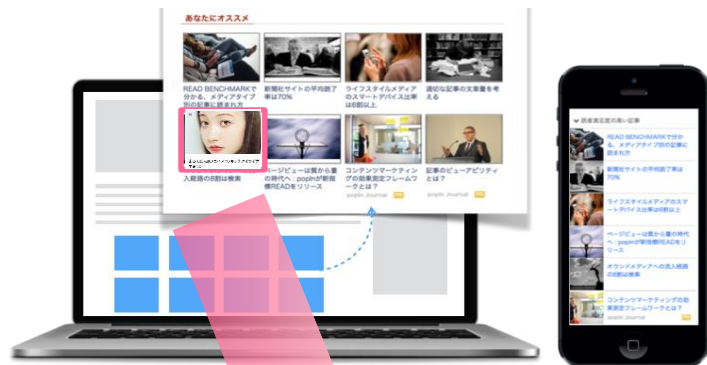 あなたにオススメ
READ BENCHMARKで
分かる、メディアタイプ
別の記事に読まれ方
新聞社サイトの平均読了
率は70%
ライフスタイルメディア
のスマートデバイス比率
は6割以上
適切な記事の文章量を考
える
入経路の8割は検索
ページビューは質から量
の時代へ：popInが新指
標READをリリース
コンテンツマーケティン
グの効果測定フレームワ
ークとは？
popIn Journal
記事のビューアビリティ
とは？
popIn Journal
読者満足度の高い記事
READ BENCHMARKで分か
る、メディアタイプ別の記事に
読まれ方
新聞社サイトの平均読了率は
70%
ライフスタイルメディアのスマ
ートデバイス比率は6割以上
ページビューは質から量の時代
へ：popInが新指標READをリ
リース
オウンドメディアへの流入経路
の8割は検索
コンテンツマーケティングの効
果測定フレームワークとは？
popIn Journal